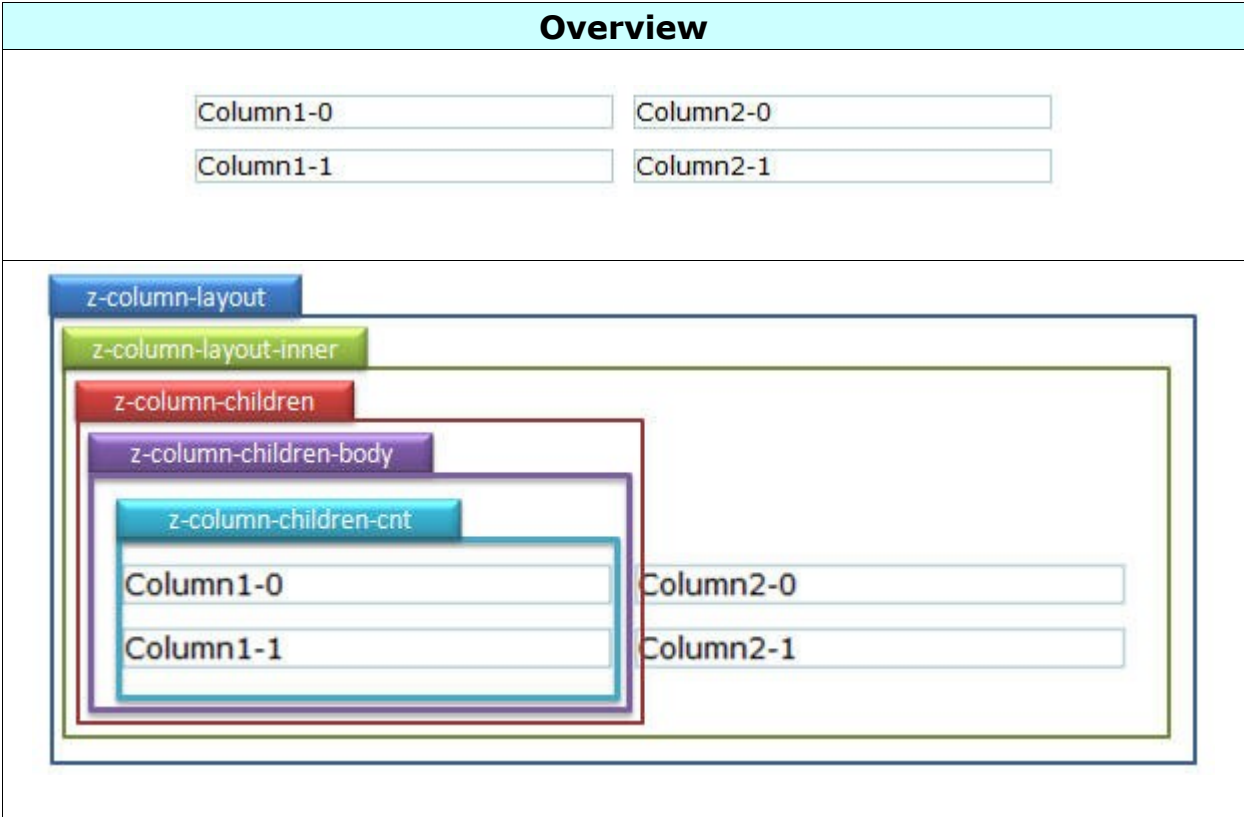 Overview
Column1-0 Column2-0
Column1-1 Column2-1
z-column-layout
z-column-layout-inner
z-column-children
z-column-children-body
z-column-children-cnt
Column1-0 Column2-0
Column1-1 Column2-1